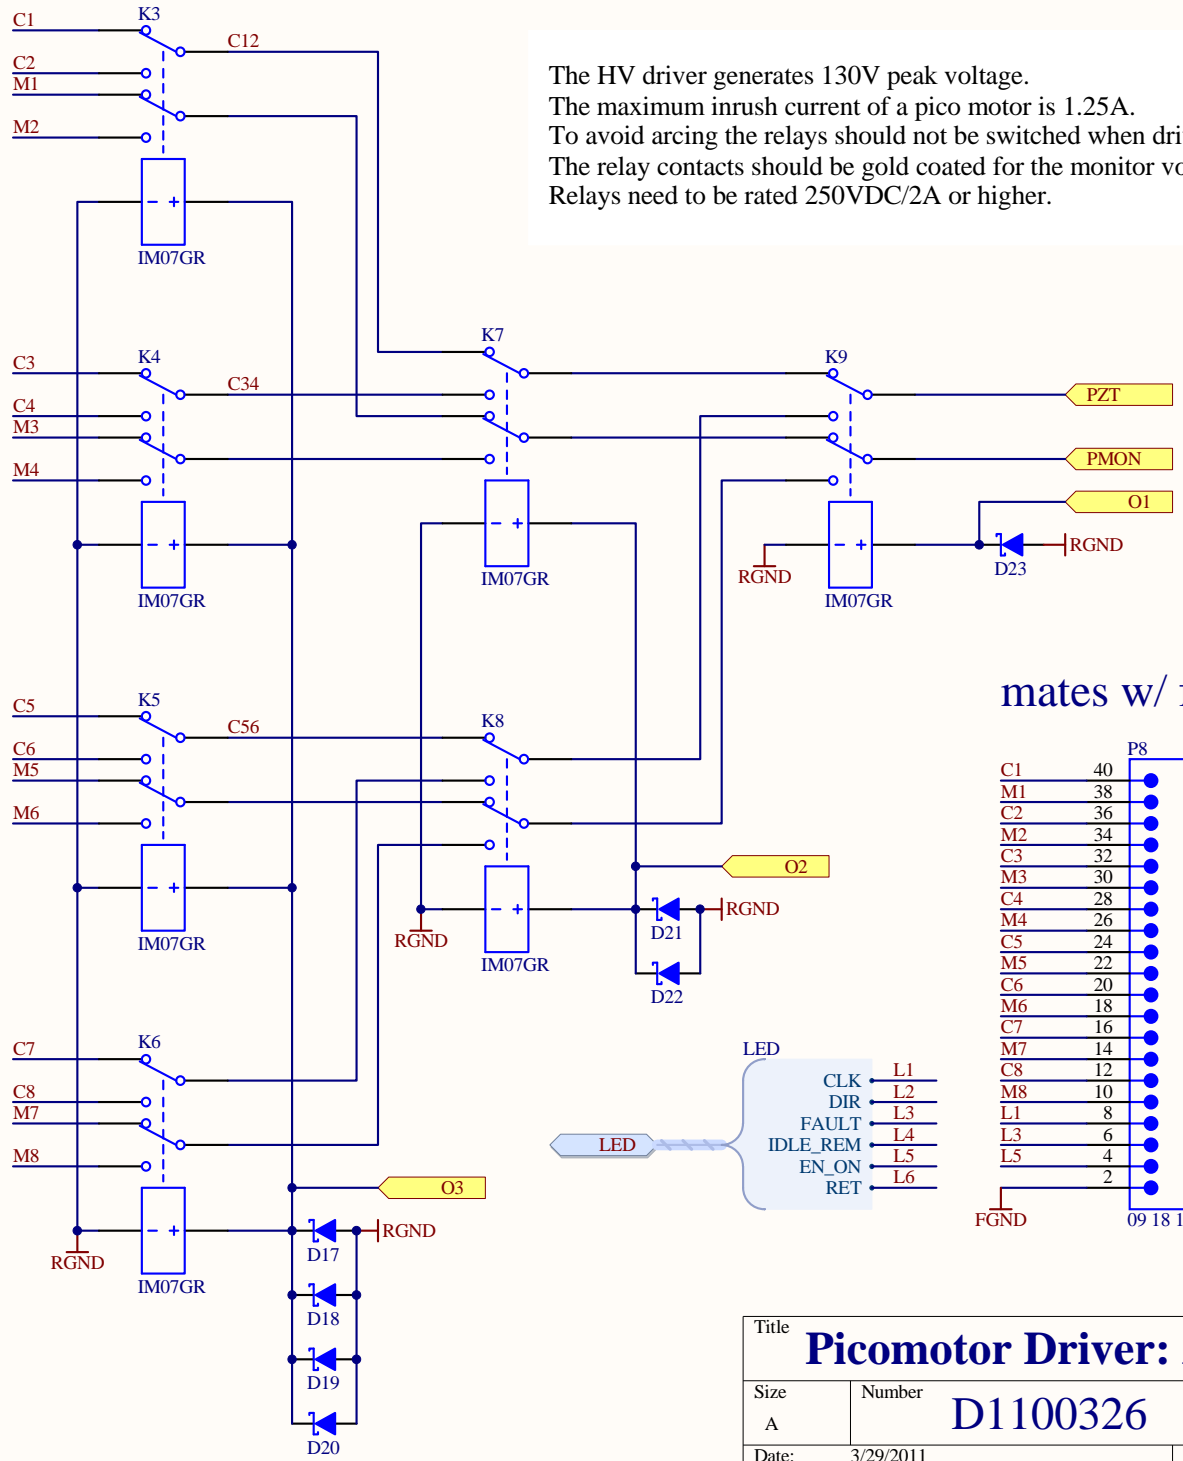 K3
C1
C12
C2
M1
M2
IM07GR
The HV driver generates 130V peak voltage.
The maximum inrush current of a pico motor is 1.25A.
To avoid arcing the relays should not be switched when
The relay contacts should be gold coated for the monitor
Relays need to be rated 250VDC/2A or higher.
K4
C3
C34
C4
M3
M4
IM07GR
K7
IM07GR
K9
PZT
PMON
O1
RGND
D23
RGND
IM07GR
K5
C5
C56
C6
M5
M6
IM07GR
K8
O2
RGND
D21
D22
RGND
IM07GR
K6
C7
C8
M7
M8
O3
RGND
IM07GR
RGND
D17
D18
D19
D20
mates w/
P8
C1 40
M1 38
C2 36
M2 34
C3 32
M3 30
C4 28
M4 26
C5 24
M5 22
C6 20
M6 18
C7 16
M7 14
C8 12
M8 10
L1 8
L3 6
L5 4
2
FGND
09 18 1
LED
LED
CLK L1
DIR L2
FAULT L3
IDLE_REM L4
EN_ON L5
RET L6
Title
Picomotor Driver:
Size
A
Number
D1100326
Date: 3/29/2011